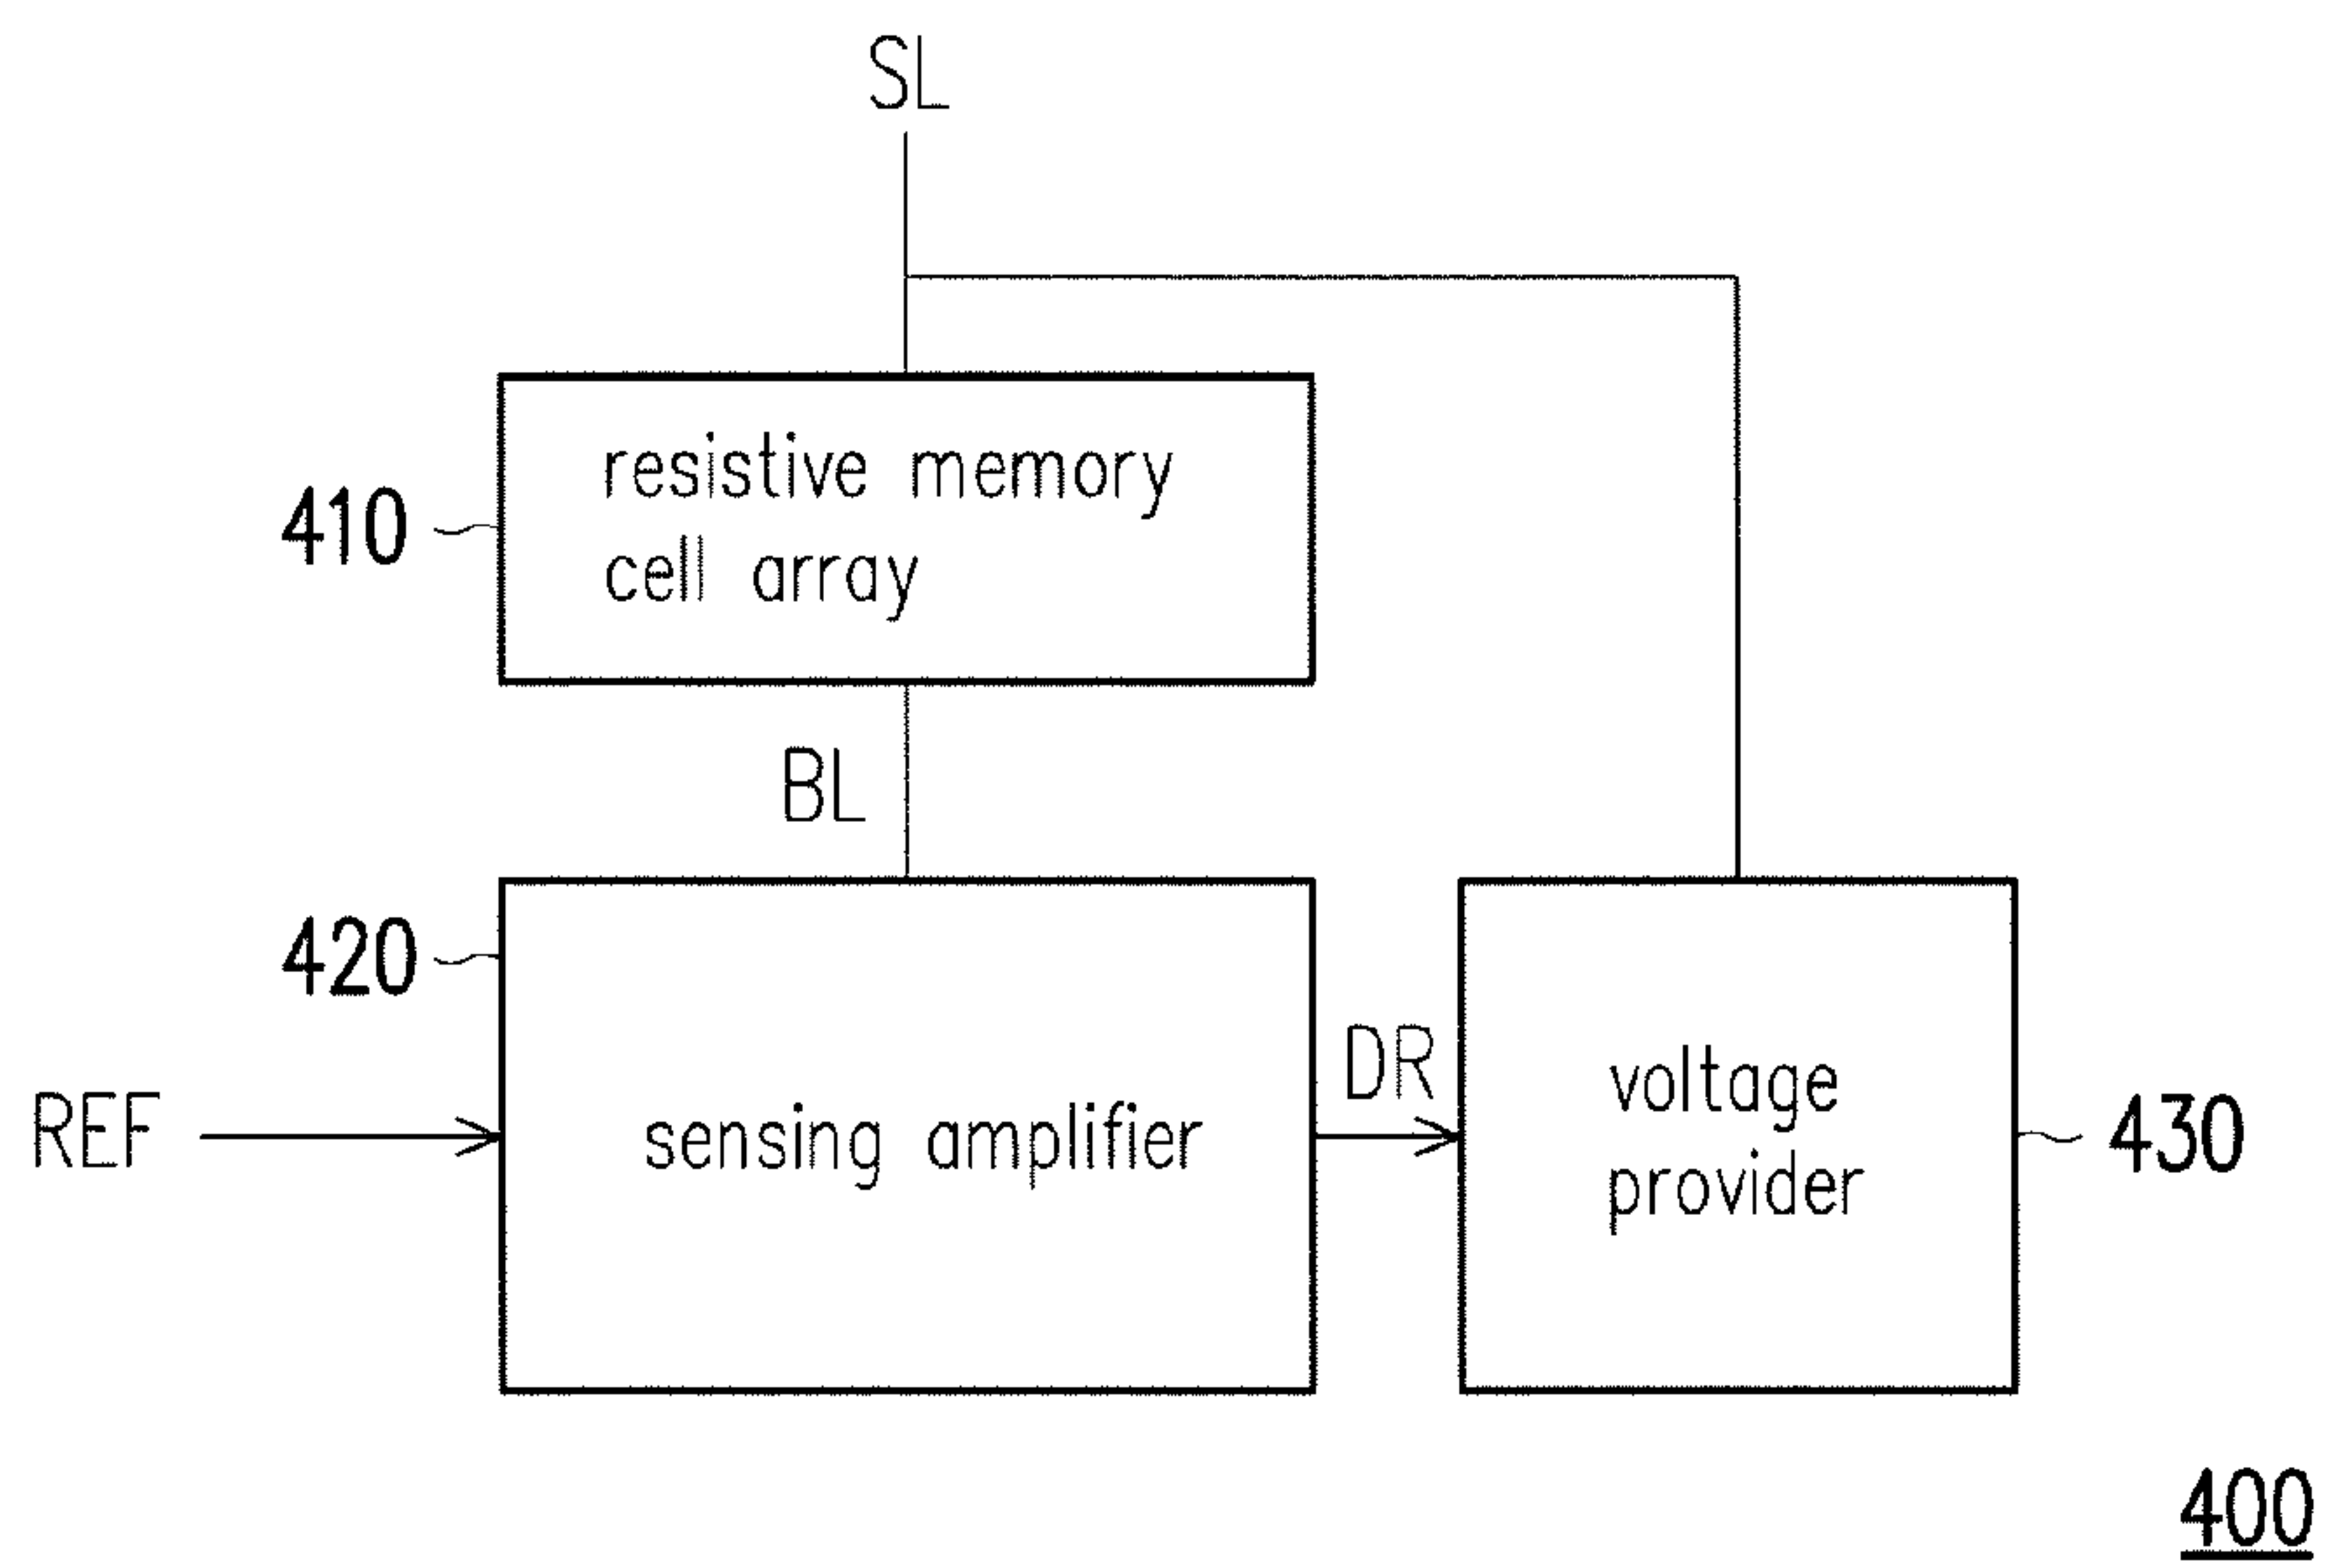 SL
resistive memory
cell array
410
BL
420
REF
sensing amplifier
DR
voltage
provider
430
400